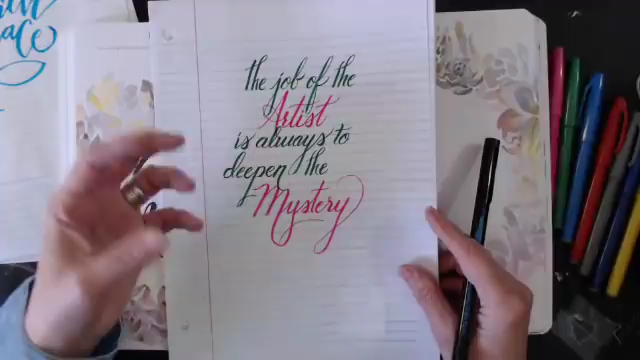 the job of the
Artist
is always to
deepen the
Mystery